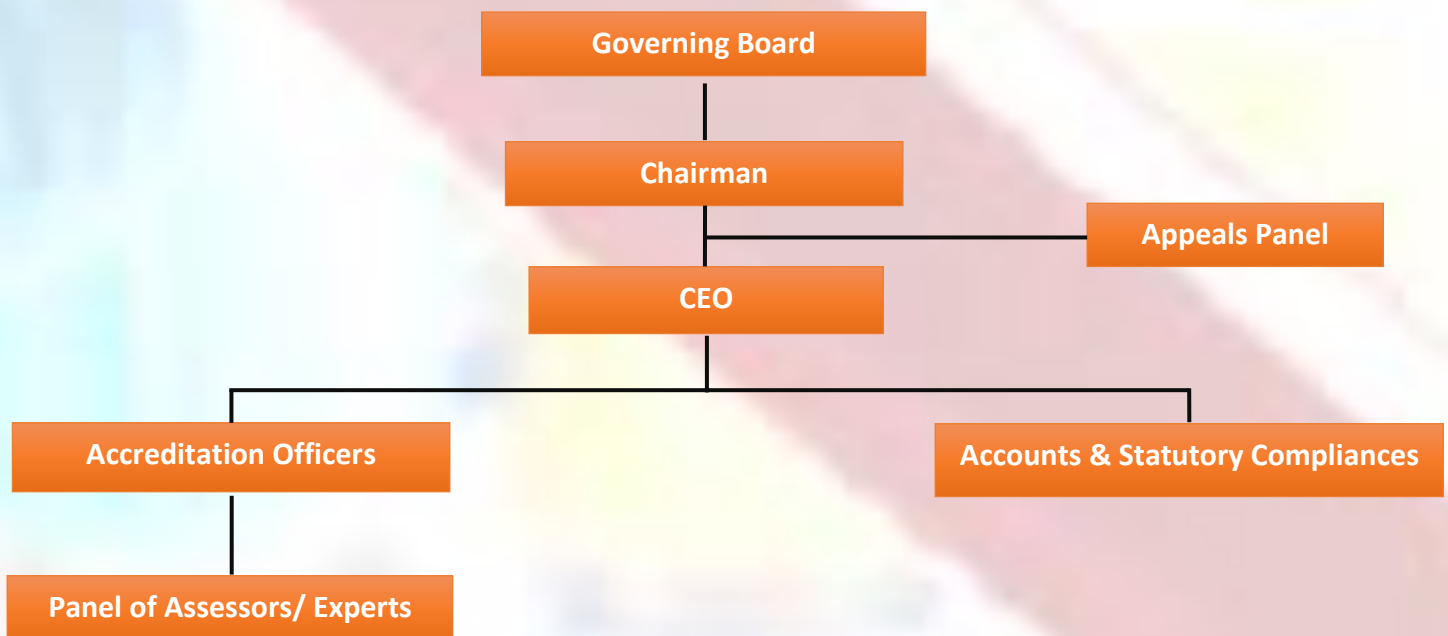 Governing Board
Chairman
Appeals Panel
CEO
Accreditation Officers
Accounts & Statutory Compliances
Panel of Assessors/ Experts